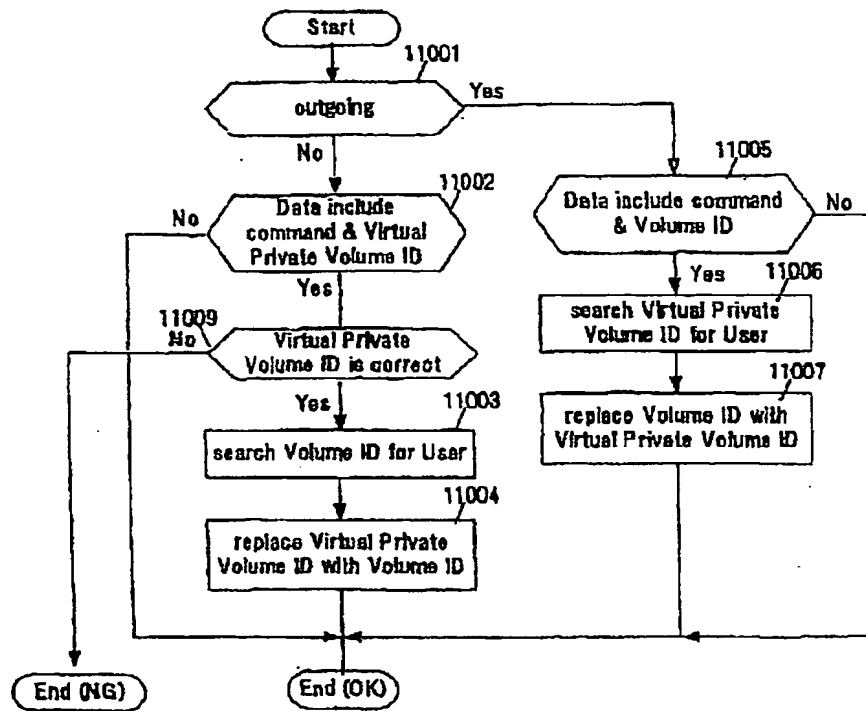 Start
11001
outgoing
Yes
No
11002
No
Data include
command & Virtual
Private Volume ID
Yes
11005
Data include command
& Volume ID
No
Yes
11006
search Virtual Private
Volume ID for User
11007
replace Volume ID with
Virtual Private Volume ID
11009
No
Virtual Private
Volume ID is correct
Yes
11003
search Volume ID for User
11004
replace Virtual Private
Volume ID with Volume ID
End (NG)
End (OK)